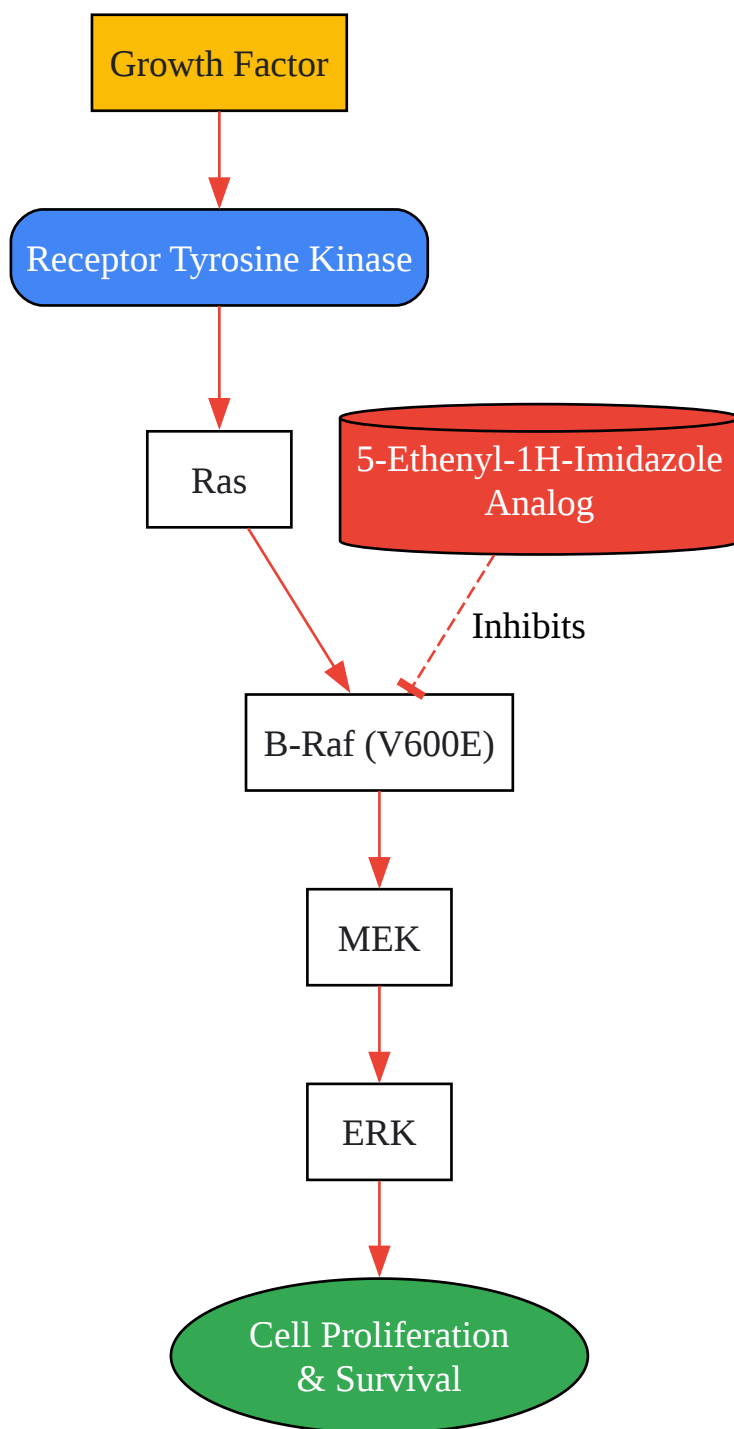 Growth Factor
Receptor Tyrosine Kinase
Ras
5-Ethenyl-1H-Imidazole
Analog
Inhibits
B-Raf (V600E)
MEK
ERK
Cell Proliferation
& Survival